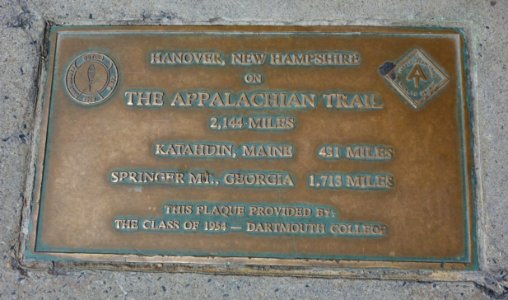 HANOVER, NEW HAMPSHIRE
ON
THE APPALACHIAN TRAIL
2,144 MILES
KATAHDIN, MAINE 431 MILES
SPRINGER MT., GEORGIA 1,713 MILES
THIS PLAQUE PROVIDED BY:
THE CLASS OF 1954 — DARTMOUTH COLLEGE